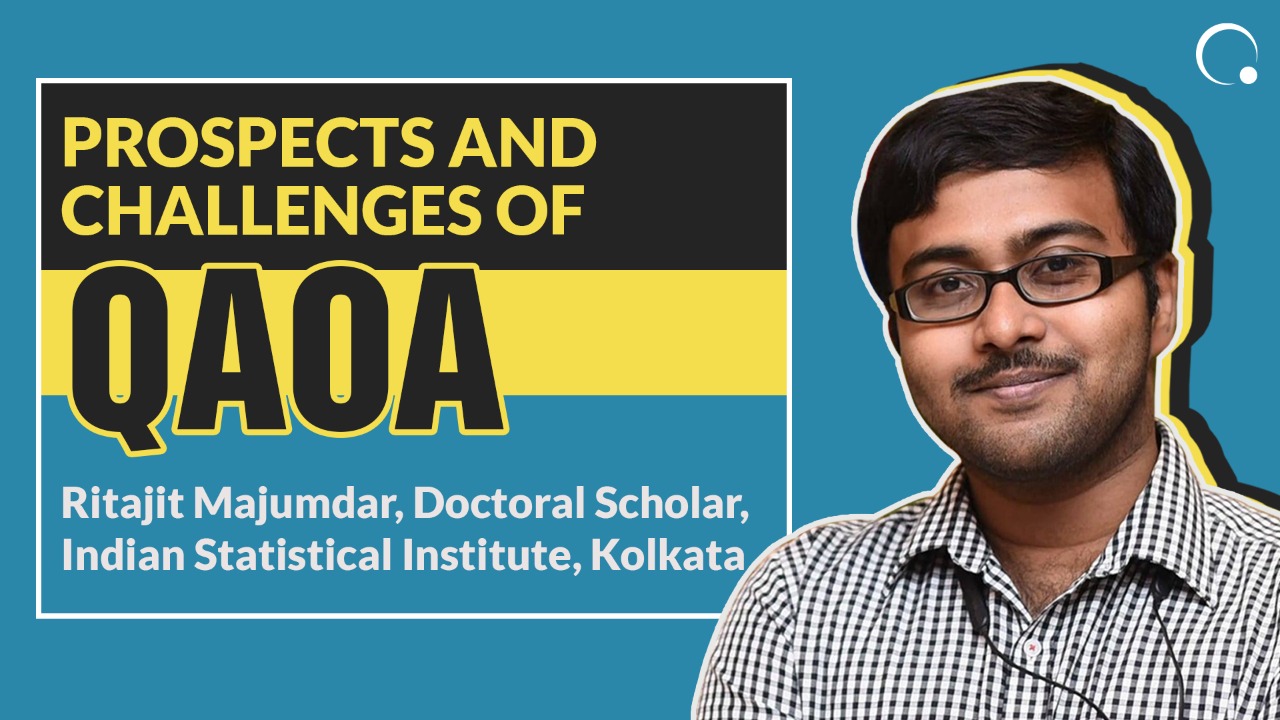 PROSPECTS AND
CHALLENGES OF
QAOA
Ritajit Majumdar, Doctoral Scholar,
Indian Statistical Institute, Kolkata